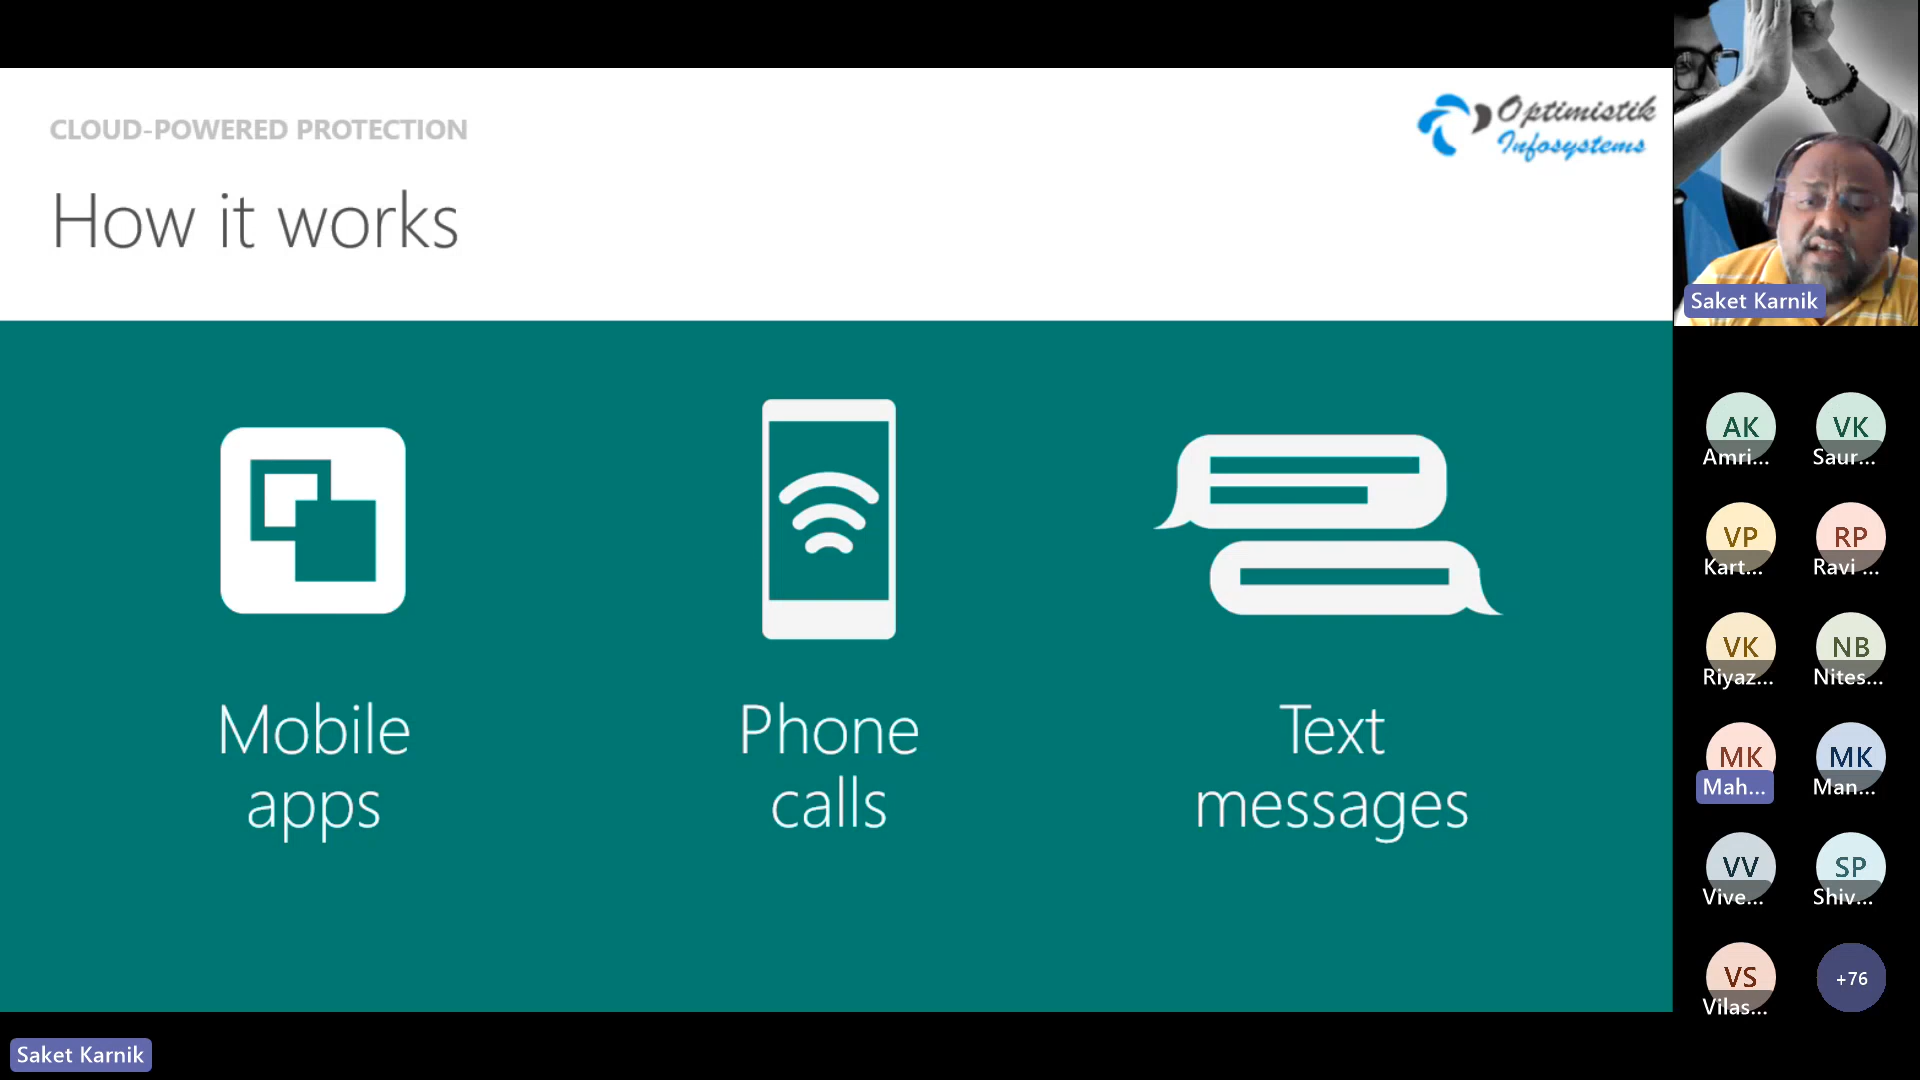 CLOUD-POWERED PROTECTION
How it works
Optimistik
Infosystems
Mobile
apps
Phone
calls
Text
messages
Saket Karnik
AK
Amri...
VK
Saur...
VP
Kart...
RP
Ravi ...
VK
Riyaz...
NB
Nites...
MK
Mah...
MK
Man...
VV
Vive...
SP
Shiv...
VS
Vilas...
+76
Saket Karnik